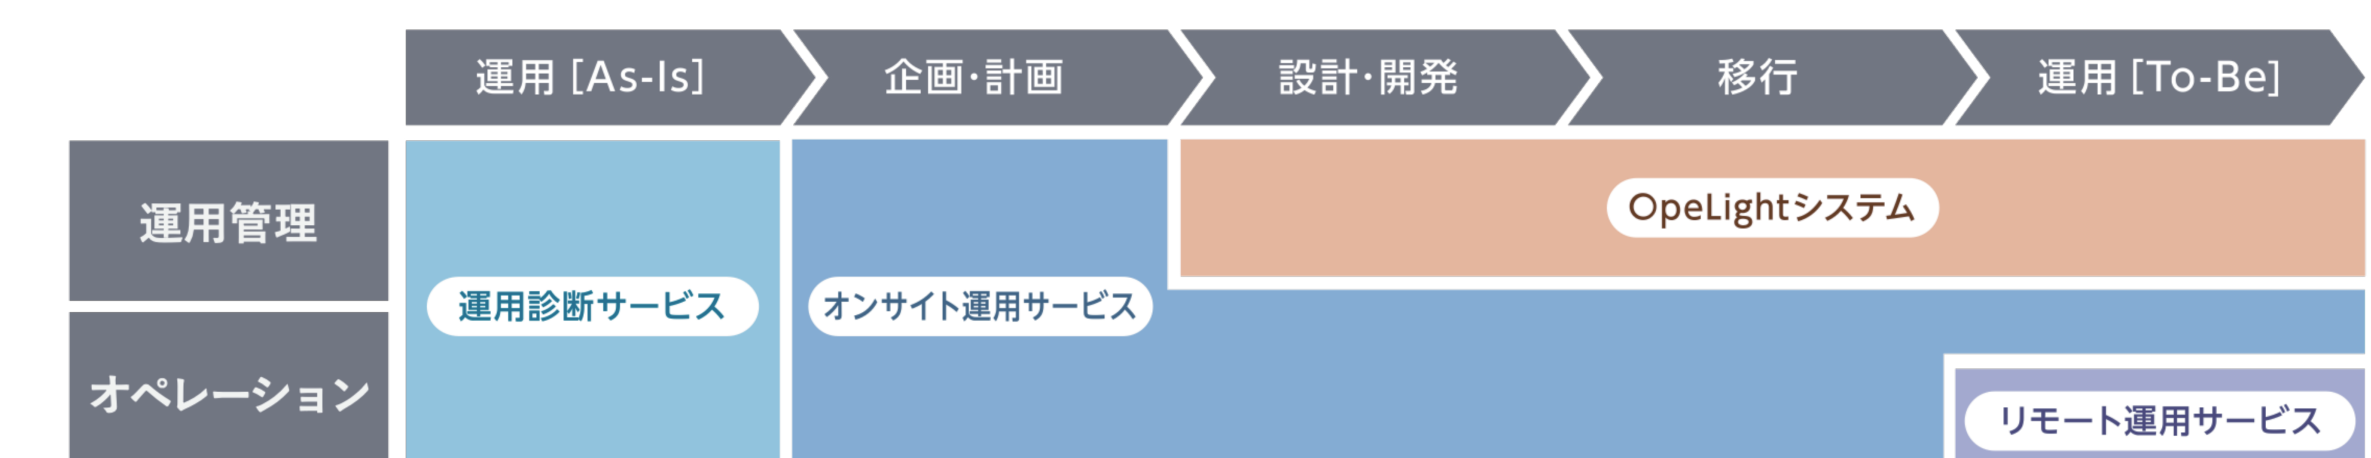 運用 [As-Is]
企画・計画
設計・開発
移行
運用 [To-Be]
運用管理
OpeLightシステム
運用診断サービス
オンサイト運用サービス
オペレーション
リモート運用サービス